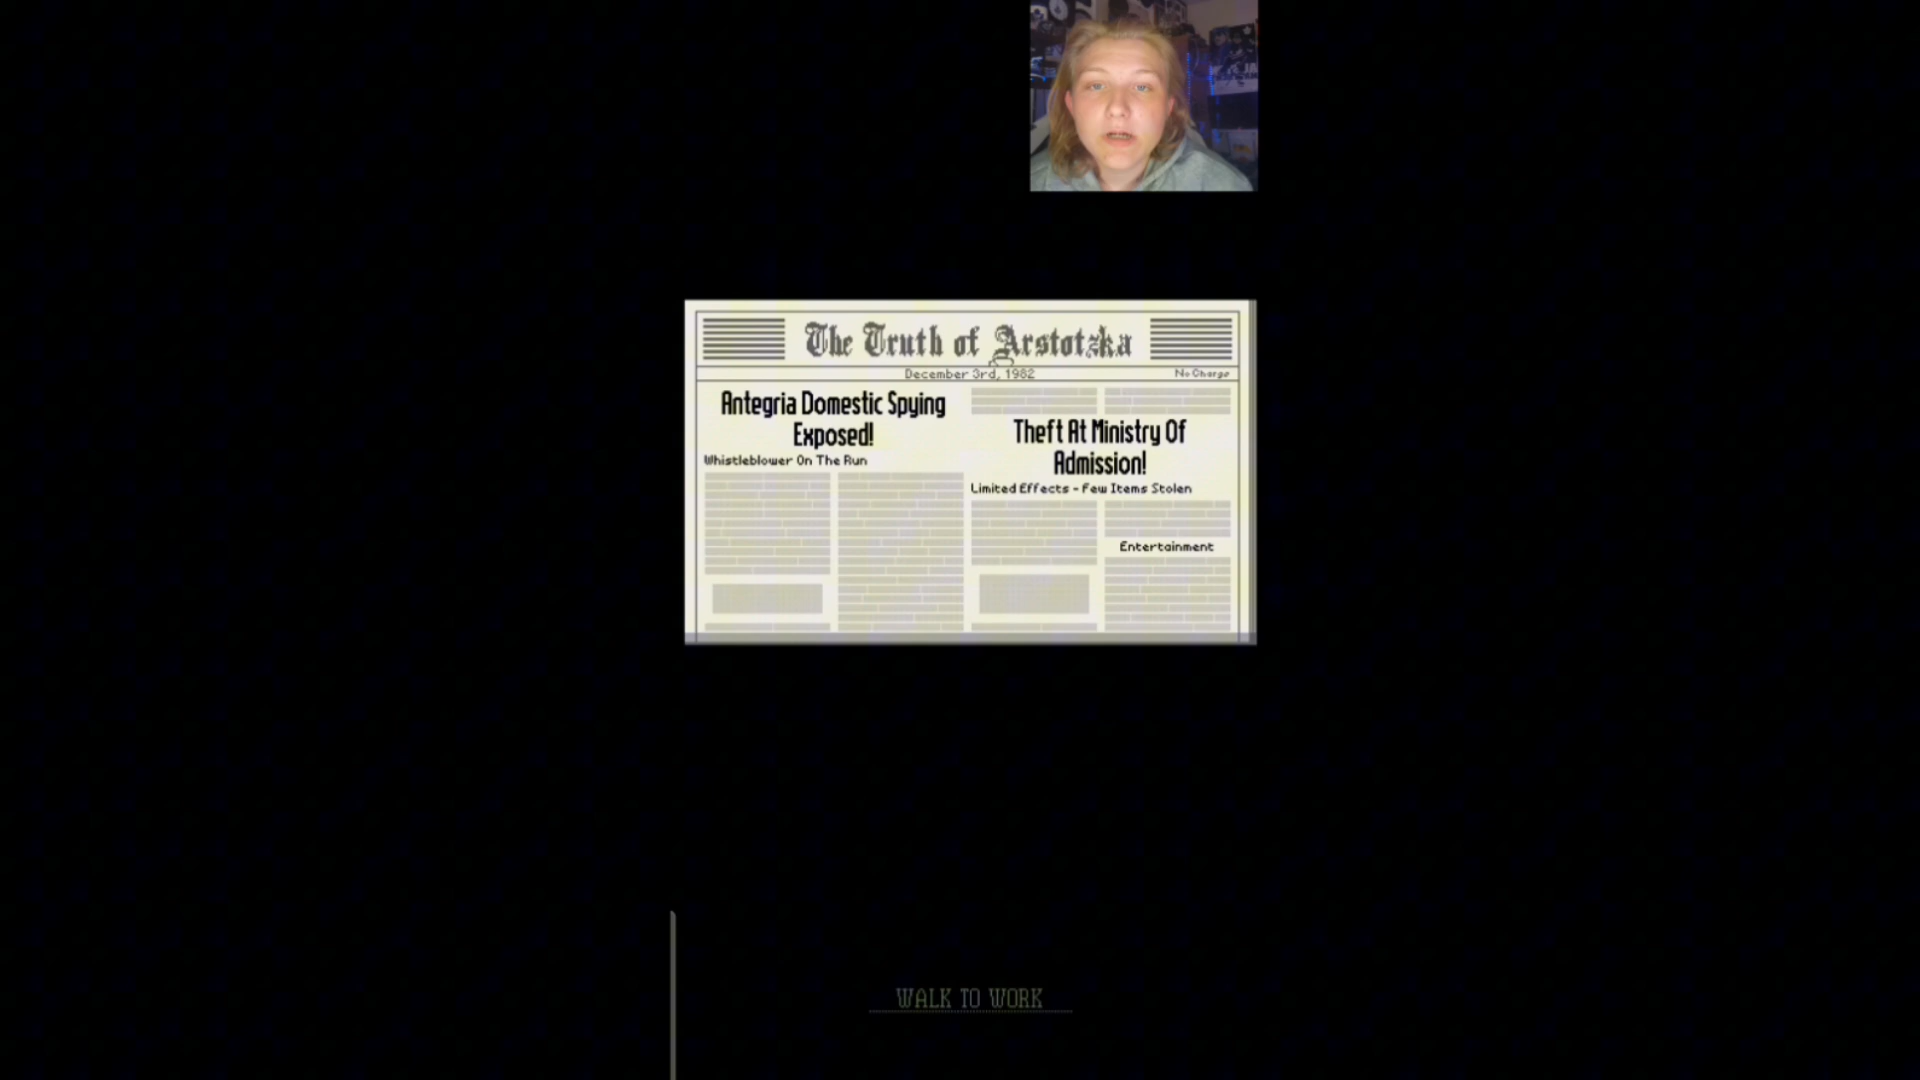 The Truth of Arstotzka
December 3rd, 1982
No Charge
Antegria Domestic Spying
Exposed!
Whistleblower On The Run
Theft At Ministry Of
Admission!
Limited Effects - Few Items Stolen
Entertainment
WALK TO WORK